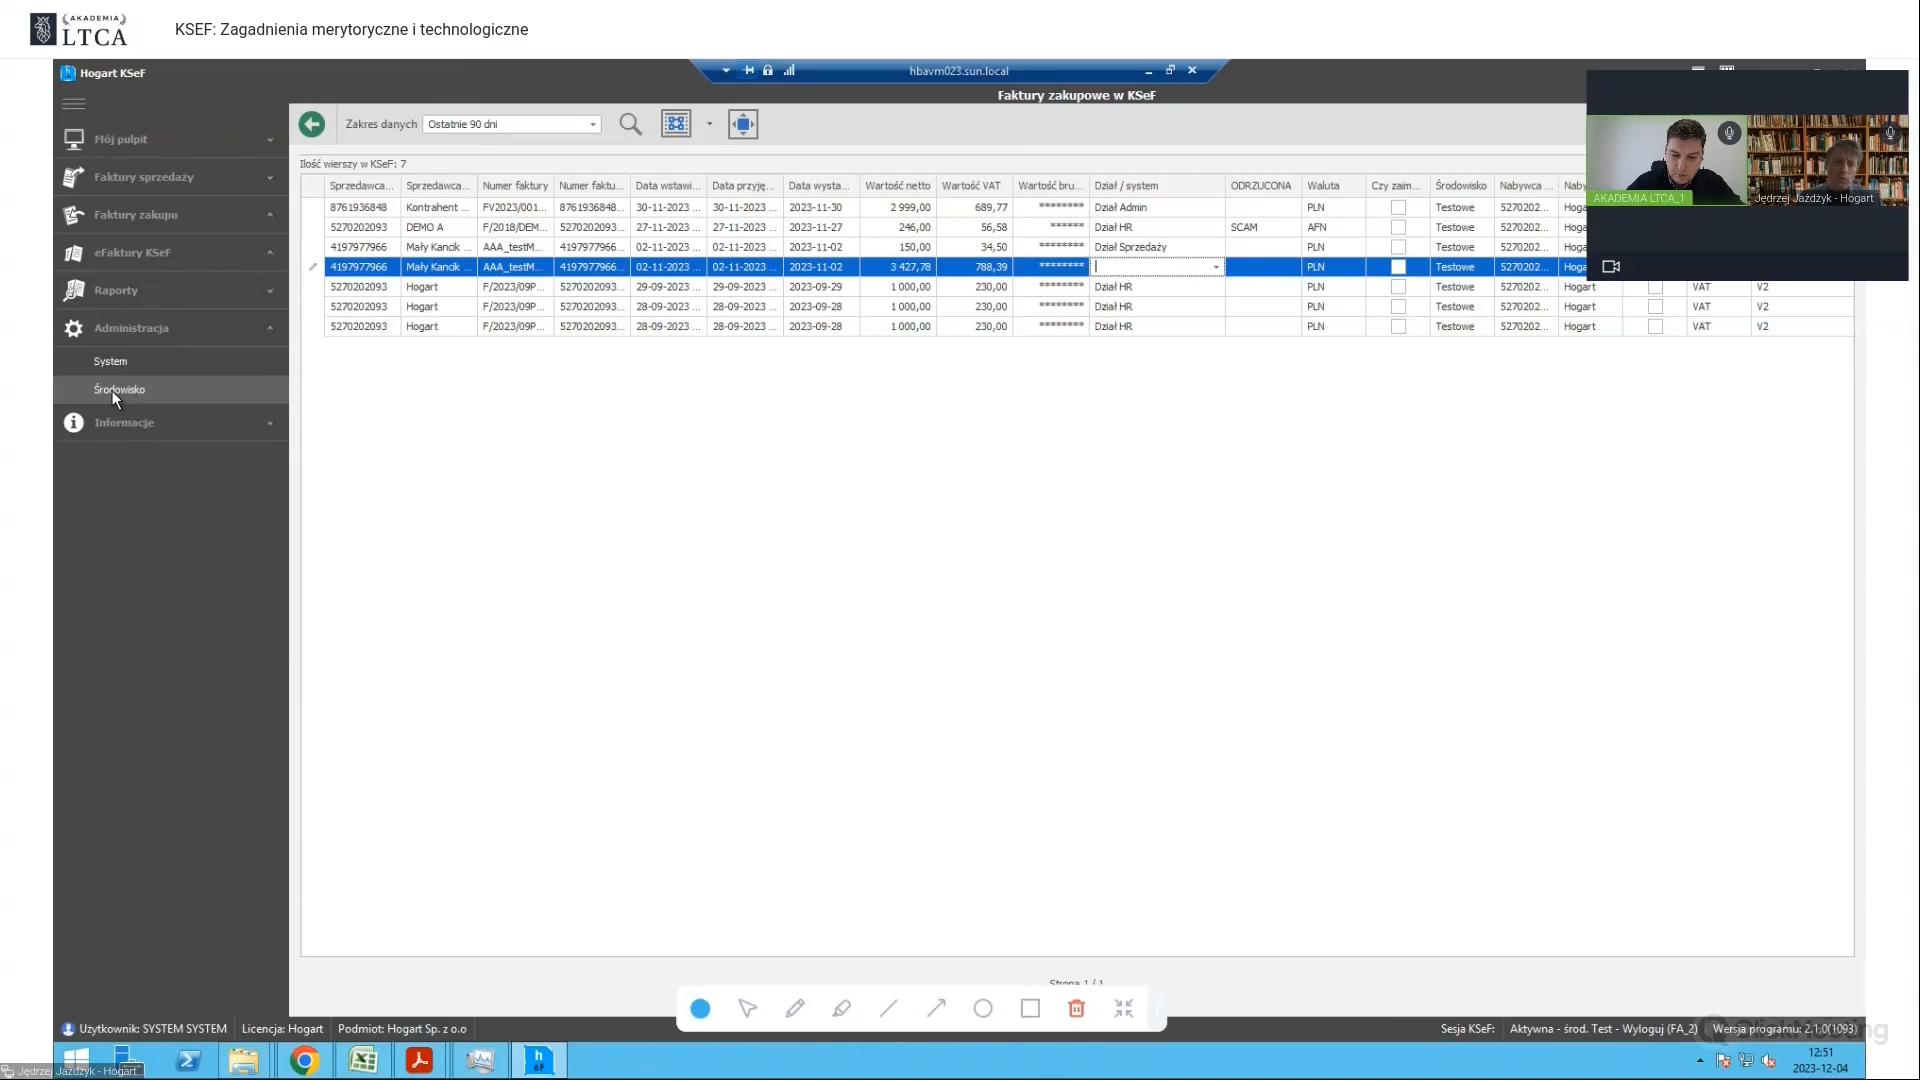 AKADEMIA
LTCA
KSEF: Zagadnienia merytoryczne i technologiczne
Hogart KSeF
hbavm023.sun.local
Faktury zakupowe w KSeF
Mój pulpit
Faktury sprzedaży
Faktury zakupu
eFaktury KSeF
Raporty
Administracja
System
Środowisko
Informacje
Zakres danych Ostatnie 90 dni
Ilość wierszy w KSeF: 7
Sprzedawca... Sprzedawca... Numer faktury Numer faktu... Data wstawi... Data przyję... Data wysta... Wartość netto Wartość VAT Wartość bru... Dział / system ODRZUCONA Waluta Czy zaim... Środowisko Nabywca ... Naby
8761936848 Kontrahent ... FV2023/001... 8761936848... 30-11-2023 ... 30-11-2023 ... 2023-11-30 2 999,00 689,77 ******** Dział Admin PLN Testowe 5270202... Hoga
5270202093 DEMO A F/2018/DEM... 5270202093... 27-11-2023 ... 27-11-2023 ... 2023-11-27 246,00 56,58 ****** Dział HR SCAM AFN Testowe 5270202... Hoga
4197977966 Mały Kancik ... AAA_testM... 4197977966... 02-11-2023 ... 02-11-2023 ... 2023-11-02 150,00 34,50 ******** Dział Sprzedaży PLN Testowe 5270202... Hoga
4197977966 Mały Kancik ... AAA_testM... 4197977966... 02-11-2023 ... 02-11-2023 ... 2023-11-02 3 427,78 788,39 ******** PLN Testowe 5270202... Hoga
5270202093 Hogart F/2023/09P... 5270202093... 29-09-2023 ... 29-09-2023 ... 2023-09-29 1 000,00 230,00 ******** Dział HR PLN Testowe 5270202... Hogart VAT V2
5270202093 Hogart F/2023/09P... 5270202093... 28-09-2023 ... 28-09-2023 ... 2023-09-28 1 000,00 230,00 ******** Dział HR PLN Testowe 5270202... Hogart VAT V2
5270202093 Hogart F/2023/09P... 5270202093... 28-09-2023 ... 28-09-2023 ... 2023-09-28 1 000,00 230,00 ******** Dział HR PLN Testowe 5270202... Hogart VAT V2
AKADEMIA LTCA_1
Jędrzej Jażdżyk - Hogart
Strona 1 / 1
Użytkownik: SYSTEM SYSTEM Licencja: Hogart Podmiot: Hogart Sp. z o.o
Sesja KSeF: Aktywna - środ. Test - Wyloguj (FA_2) Wersja programu: 2.1.0(1093)
ClickMeeting
12:51
2023-12-04
Jędrzej Jażdżyk - Hogart